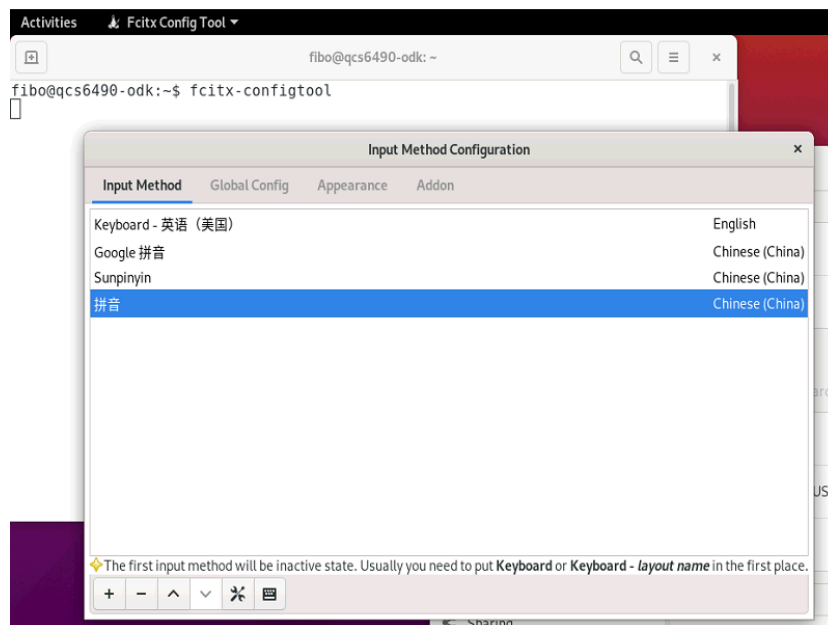 Activities Fcitx Config Tool
fibo@qcs6490-odk: ~
fibo@qcs6490-odk:~$ fcitx-configtool
Input Method Configuration
Input Method Global Config Appearance Addon
Keyboard - 英语（美国） English
Google 拼音 Chinese (China)
Sunpinyin Chinese (China)
拼音 Chinese (China)
US
The first input method will be inactive state. Usually you need to put Keyboard or Keyboard - layout name in the first place.
Sharing